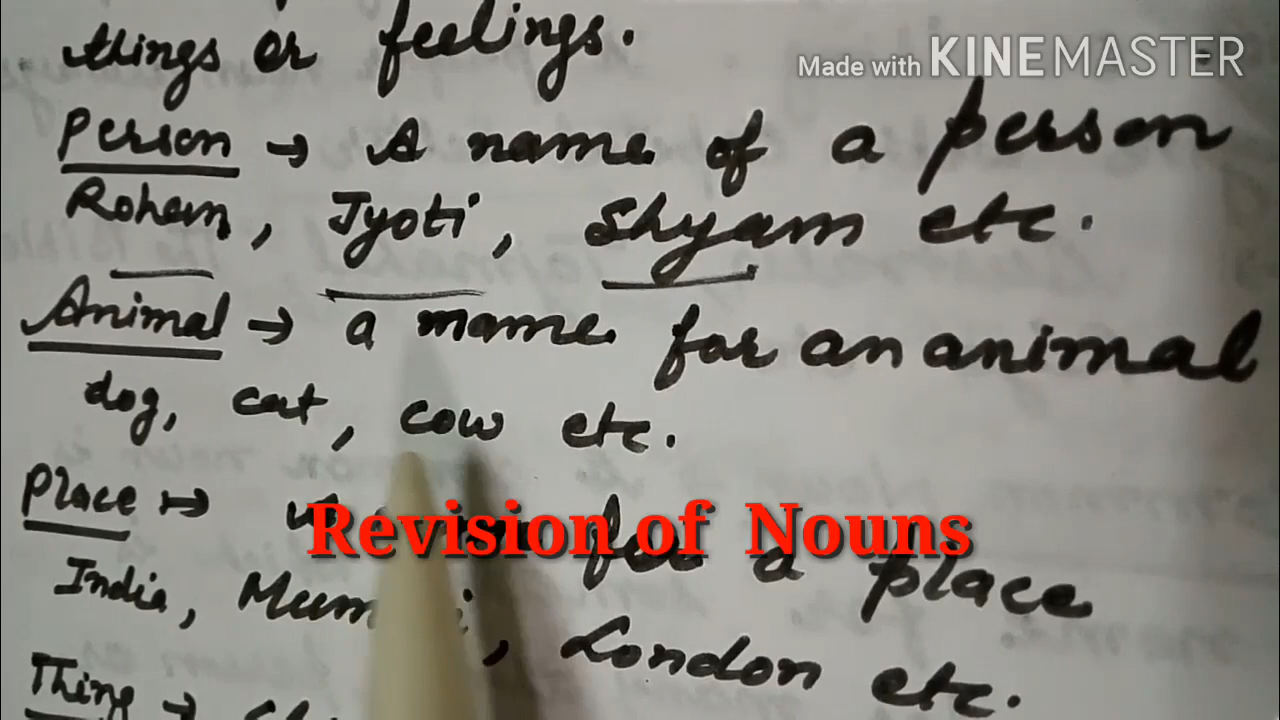 things or feelings.
Made with KINEMASTER
Person → A name of a person
Roham, Jyoti, Shyam etc.
Animal → a name for an animal
dog, cat, cow etc.
Place → for a place
Revision of Nouns
India, London etc.
Thing →